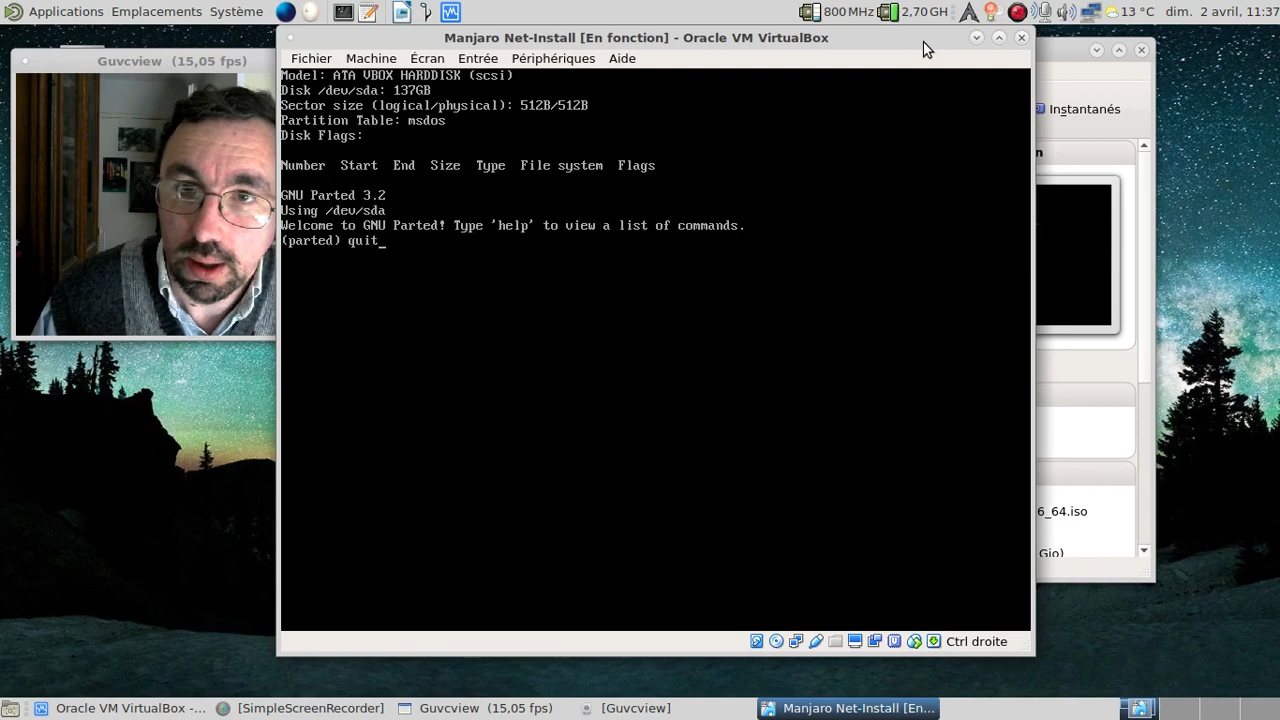 Applications Emplacements Système
800 MHz 2,70 GH
13 °C dim. 2 avril, 11:37
Guvcview (15,05 fps)
Manjaro Net-Install [En fonction] - Oracle VM VirtualBox
Fichier Machine Écran Entrée Périphériques Aide
Model: ATA VBOX HARDDISK (scsi)
Disk /dev/sda: 137GB
Sector size (logical/physical): 512B/512B
Partition Table: msdos
Disk Flags:
Number Start End Size Type File system Flags
GNU Parted 3.2
Using /dev/sda
Welcome to GNU Parted! Type 'help' to view a list of commands.
(parted) quit_
Ctrl droite
Instantanés
n
6_64.iso
Gio)
Oracle VM VirtualBox -...
[SimpleScreenRecorder]
Guvcview (15,05 fps)
[Guvcview]
Manjaro Net-Install [En...